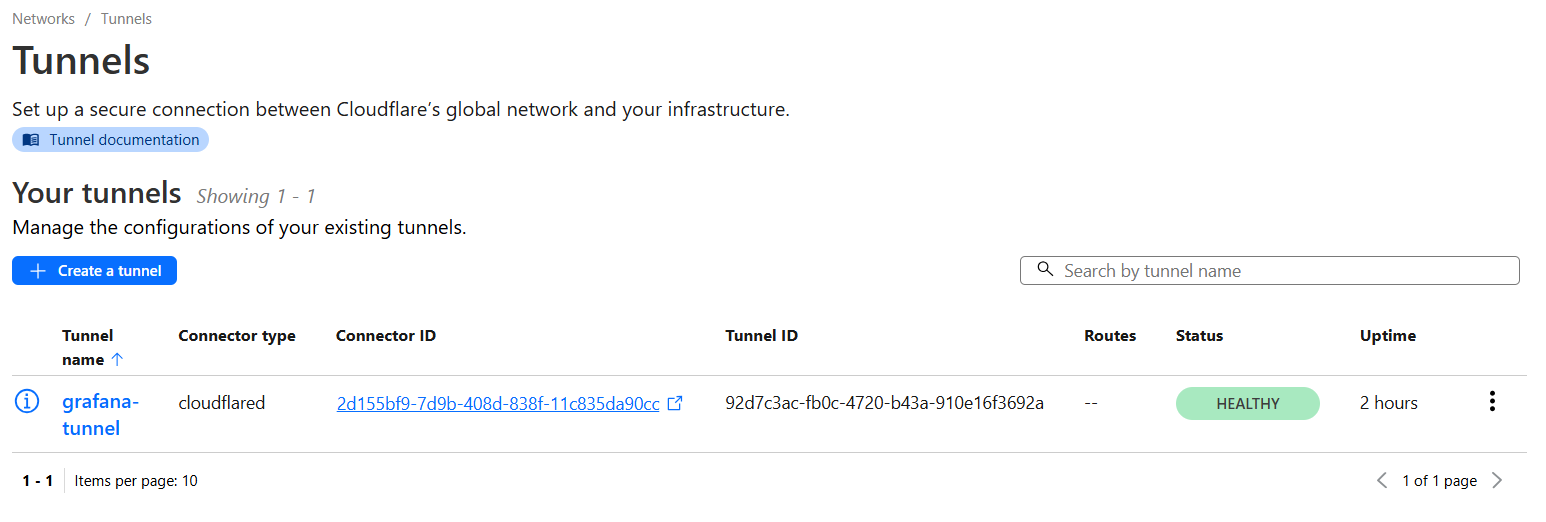 Networks / Tunnels
Tunnels
Set up a secure connection between Cloudflare’s global network and your infrastructure.
Tunnel documentation
Your tunnels Showing 1 - 1
Manage the configurations of your existing tunnels.
Create a tunnel
Search by tunnel name
Tunnel name ↑ Connector type Connector ID Tunnel ID Routes Status Uptime
grafana-tunnel cloudflared 2d155bf9-7d9b-408d-838f-11c835da90cc 92d7c3ac-fb0c-4720-b43a-910e16f3692a -- HEALTHY 2 hours
1 - 1 Items per page: 10 1 of 1 page